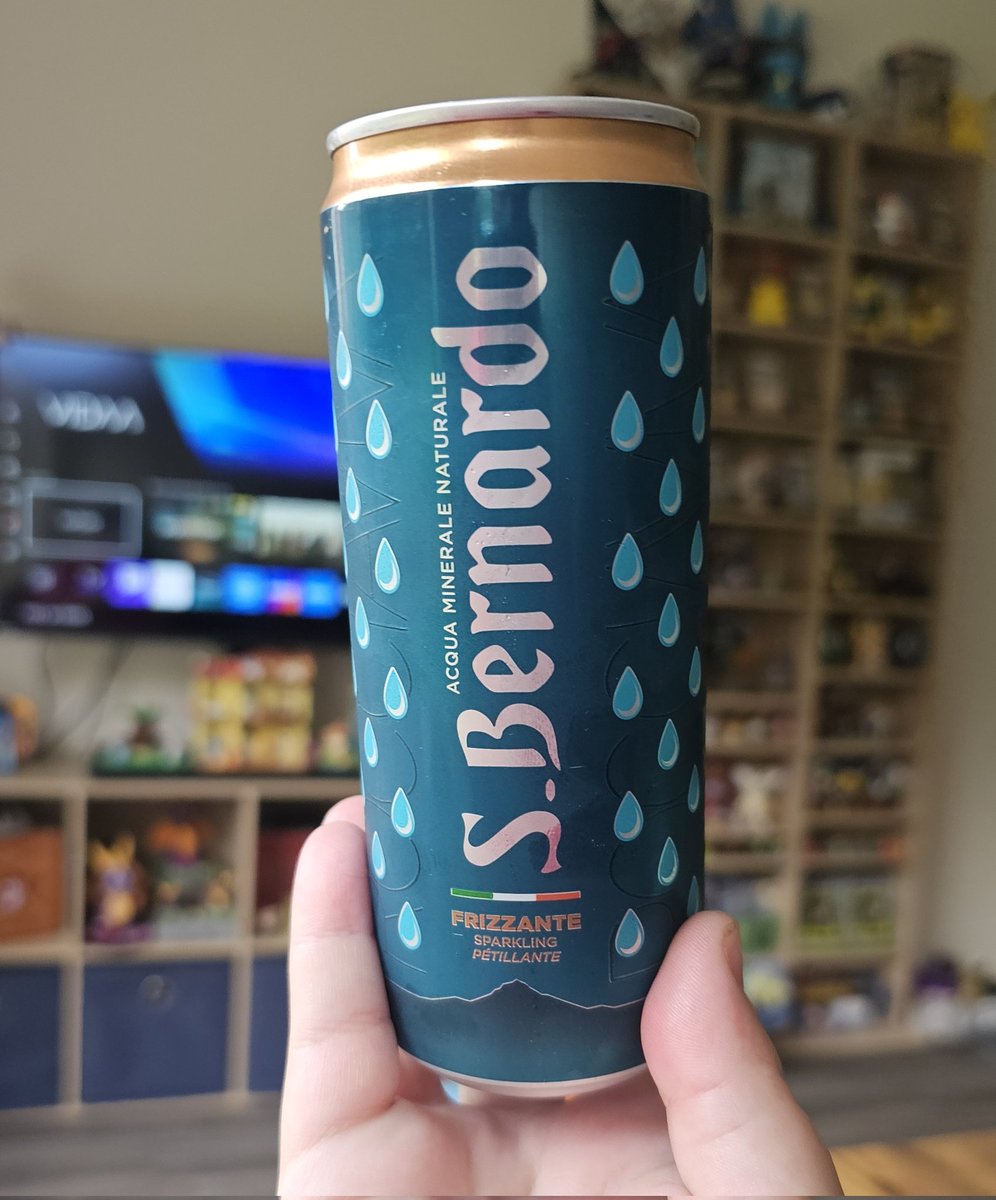 VIDAA
ACQUA MINERALE NATURALE
S.Bernardo
FRIZZANTE
SPARKLING
PÉTILLANTE